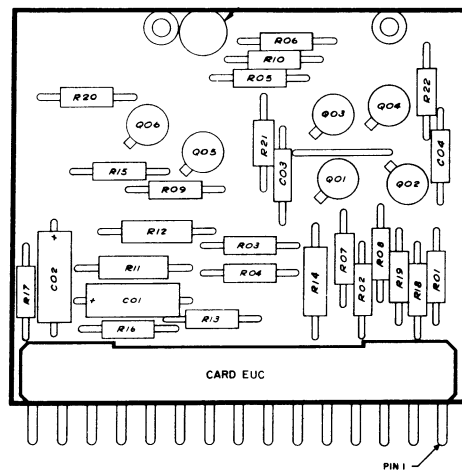 R06
R10
R05
R20
Q06
Q05
R21
C03
Q03
Q04
R22
C04
R15
R09
Q01
Q02
R12
R03
R11
R04
C02
+
R17
+ C01
R16
R13
R14
R07
R02
R08
R19
R18
R01
CARD EUC
PIN 1